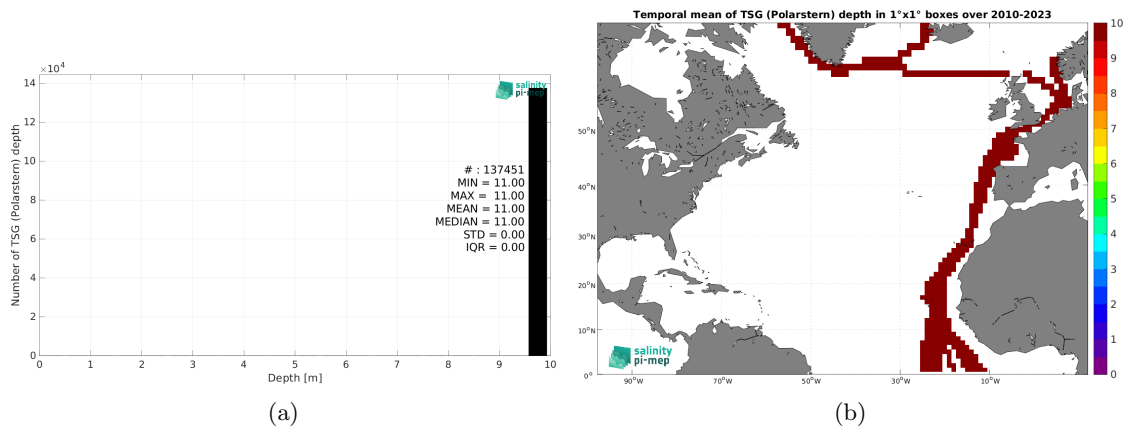 ×10⁴
14
12
10
8
6
4
2
0
Number of TSG (Polarstern) depth
salinity
pi-mep
# : 137451
MIN = 11.00
MAX = 11.00
MEAN = 11.00
MEDIAN = 11.00
STD = 0.00
IQR = 0.00
0 1 2 3 4 5 6 7 8 9 10
Depth [m]
(a)
Temporal mean of TSG (Polarstern) depth in 1°x1° boxes over 2010-2023
50°N
40°N
30°N
20°N
10°N
0°
90°W 70°W 50°W 30°W 10°W
salinity
pi-mep
10
9
8
7
6
5
4
3
2
1
0
(b)